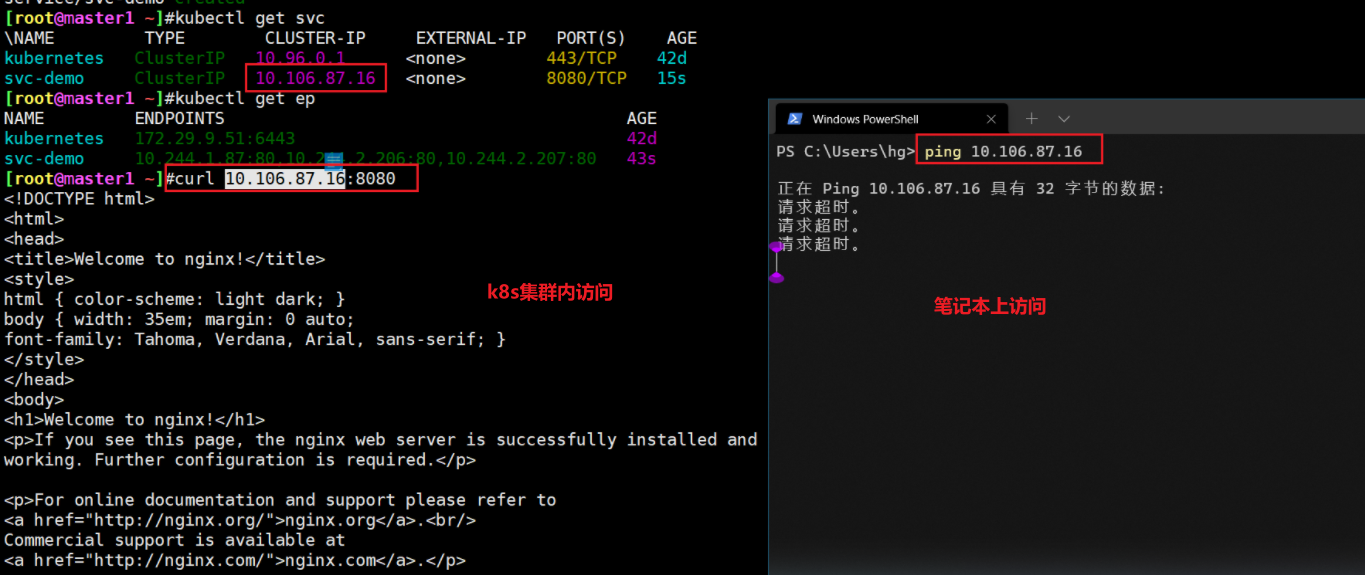 service/svc-demo created
[root@master1 ~]#kubectl get svc
\NAME TYPE CLUSTER-IP EXTERNAL-IP PORT(S) AGE
kubernetes ClusterIP 10.96.0.1 <none> 443/TCP 42d
svc-demo ClusterIP 10.106.87.16 <none> 8080/TCP 15s
[root@master1 ~]#kubectl get ep
NAME ENDPOINTS AGE
kubernetes 172.29.9.51:6443 42d
svc-demo 10.244.1.87:80,10.244.2.206:80,10.244.2.207:80 43s
[root@master1 ~]#curl 10.106.87.16:8080
<!DOCTYPE html>
<html>
<head>
<title>Welcome to nginx!</title>
<style>
html { color-scheme: light dark; }
body { width: 35em; margin: 0 auto;
font-family: Tahoma, Verdana, Arial, sans-serif; }
</style>
</head>
<body>
<h1>Welcome to nginx!</h1>
<p>If you see this page, the nginx web server is successfully installed and
working. Further configuration is required.</p>
<p>For online documentation and support please refer to
<a href="http://nginx.org/">nginx.org</a>.<br/>
Commercial support is available at
<a href="http://nginx.com/">nginx.com</a>.</p>
k8s集群内访问
Windows PowerShell
PS C:\Users\hg> ping 10.106.87.16
正在 Ping 10.106.87.16 具有 32 字节的数据:
请求超时。
请求超时。
请求超时。
笔记本上访问